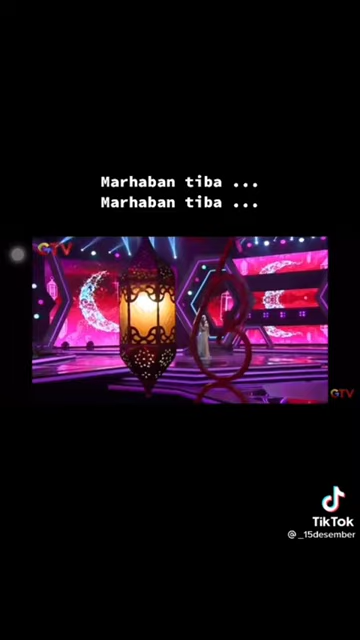 Marhaban tiba ...
Marhaban tiba ...
GTV
GTV
TikTok
@_15desember